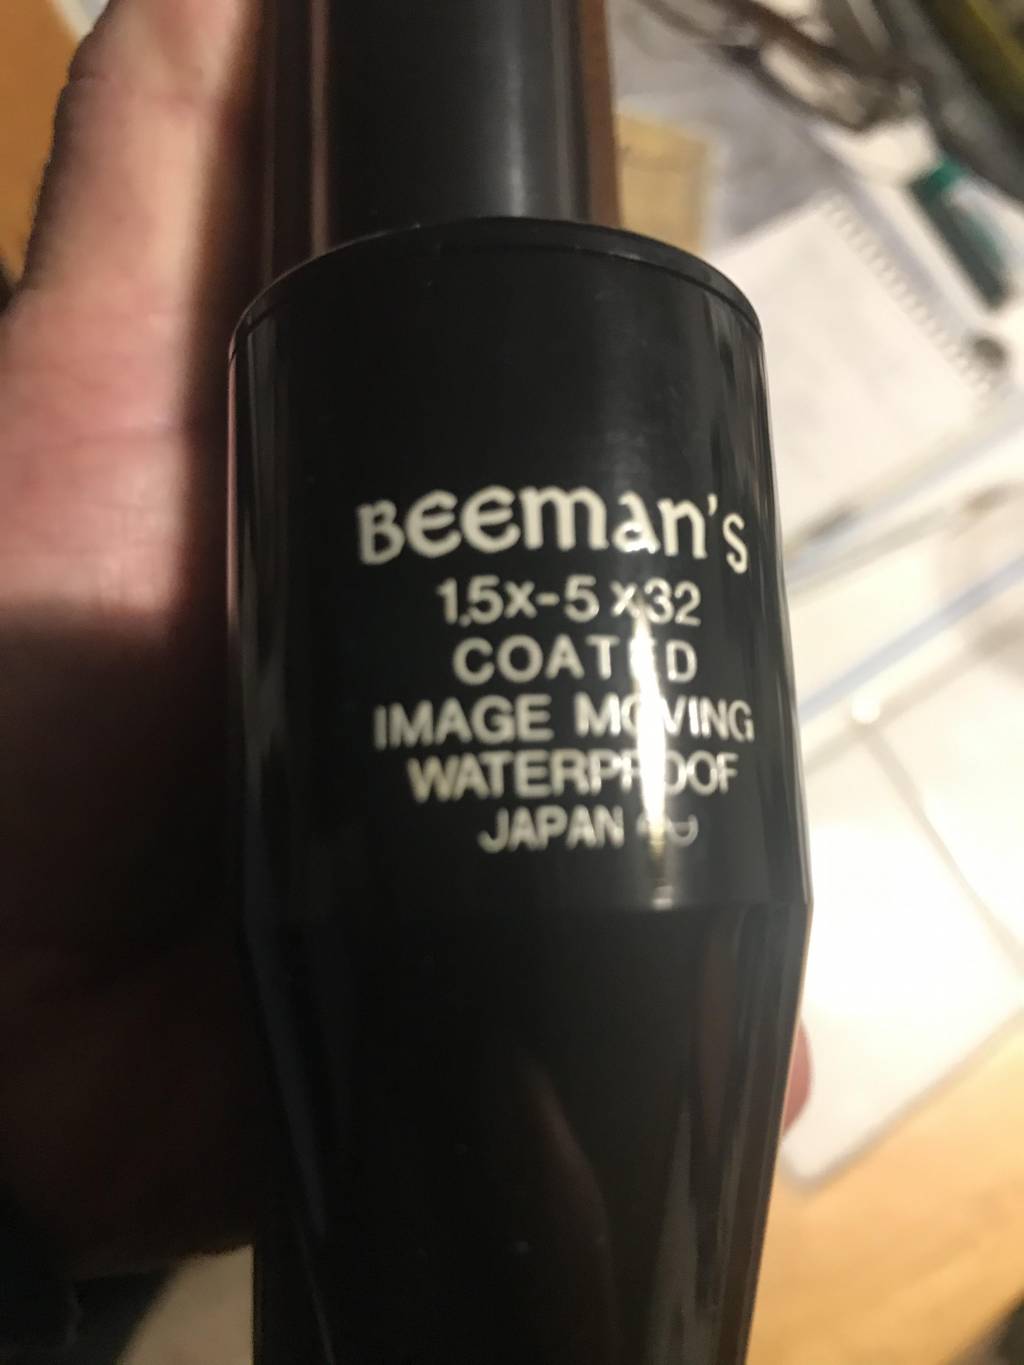 BEEMAN'S
1.5x-5x32
COATED
IMAGE MOVING
WATERPROOF
JAPAN